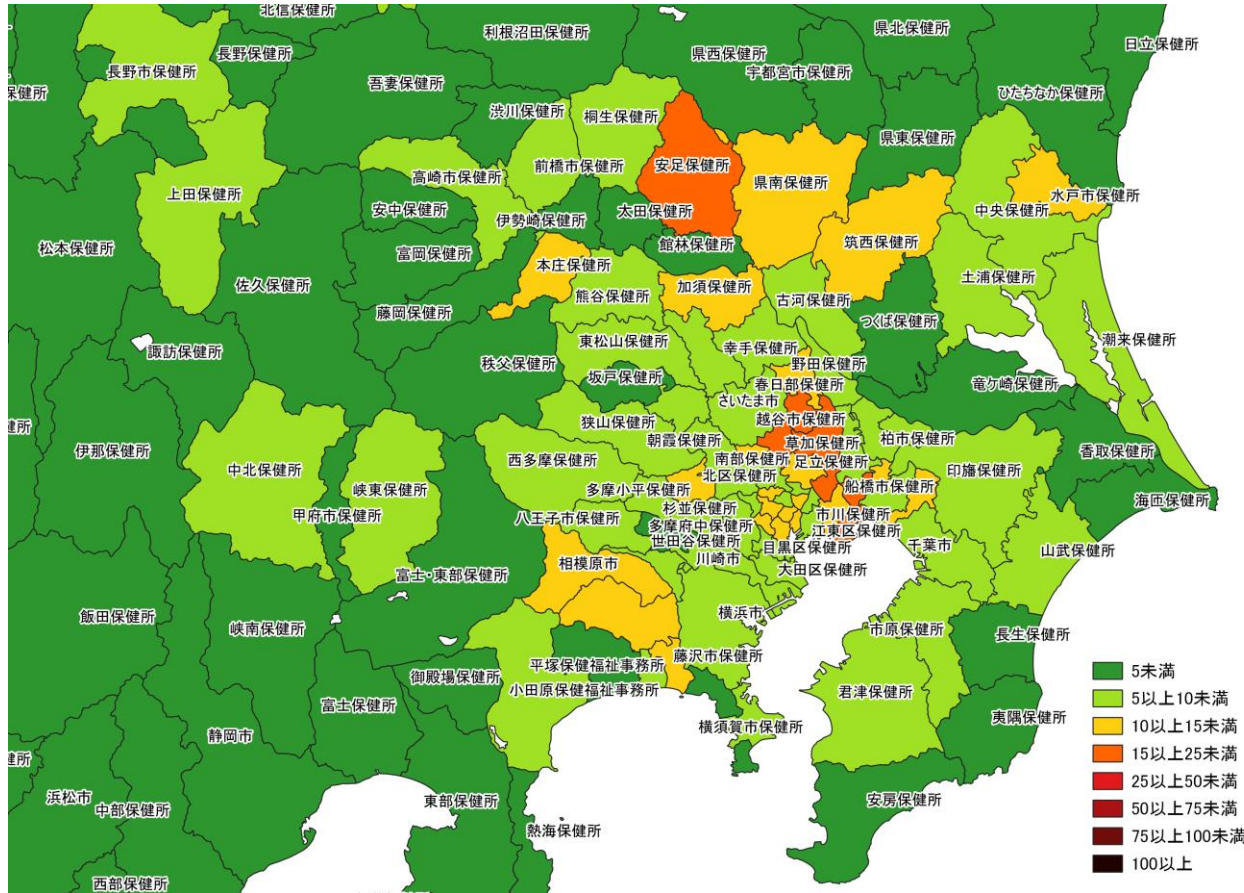 北信保健所
利根沼田保健所
県北保健所
日立保健所
長野保健所
県西保健所
長野市保健所
宇都宮市保健所
吾妻保健所
保健所
ひたちなか保健所
渋川保健所
桐生保健所
県東保健所
前橋市保健所
安足保健所
高崎市保健所
県南保健所
上田保健所
水戸市保健所
安中保健所
太田保健所
中央保健所
伊勢崎保健所
筑西保健所
松本保健所
富岡保健所
館林保健所
本庄保健所
土浦保健所
佐久保健所
加須保健所
熊谷保健所
古河保健所
藤岡保健所
つくば保健所
東松山保健所
潮来保健所
諏訪保健所
幸手保健所
秩父保健所
野田保健所
坂戸保健所
春日部保健所
竜ケ崎保健所
さいたま市
狭山保健所
越谷市保健所
健所
伊那保健所
朝霞保健所
草加保健所
柏市保健所
香取保健所
西多摩保健所
南部保健所
足立保健所
中北保健所
峡東保健所
北区保健所
船橋市保健所
印旛保健所
多摩小平保健所
海匝保健所
杉並保健所
市川保健所
甲府市保健所
八王子市保健所
多摩府中保健所
江東区保健所
世田谷保健所
目黒区保健所
千葉市
山武保健所
相模原市
川崎市
大田区保健所
富士・東部保健所
飯田保健所
横浜市
峡南保健所
市原保健所
長生保健所
藤沢市保健所
平塚保健福祉事務所
御殿場保健所
小田原保健福祉事務所
君津保健所
富士保健所
夷隅保健所
静岡市
横須賀市保健所
健所
浜松市
中部保健所
東部保健所
安房保健所
熱海保健所
西部保健所
5未満
5以上10未満
10以上15未満
15以上25未満
25以上50未満
50以上75未満
75以上100未満
100以上